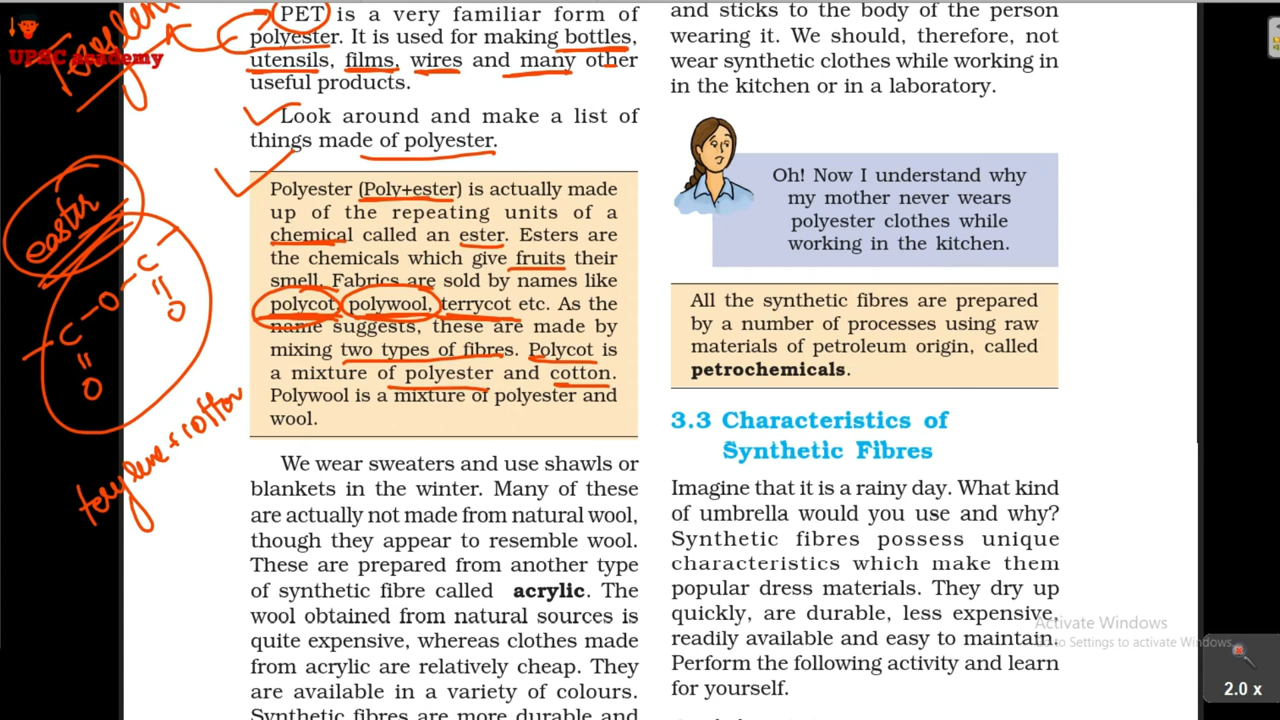 Terylene
UPSC academy
PET is a very familiar form of
polyester. It is used for making bottles,
utensils, films, wires and many other
useful products.
Look around and make a list of
things made of polyester.
Polyester (Poly+ester) is actually made
up of the repeating units of a
chemical called an ester. Esters are
the chemicals which give fruits their
smell. Fabrics are sold by names like
polycot, polywool, terrycot etc. As the
name suggests, these are made by
mixing two types of fibres. Polycot is
a mixture of polyester and cotton.
Polywool is a mixture of polyester and
wool.
easter
C
O
C
O
O
terylene + cotton
We wear sweaters and use shawls or
blankets in the winter. Many of these
are actually not made from natural wool,
though they appear to resemble wool.
These are prepared from another type
of synthetic fibre called acrylic. The
wool obtained from natural sources is
quite expensive, whereas clothes made
from acrylic are relatively cheap. They
are available in a variety of colours.
Synthetic fibres are more durable and
and sticks to the body of the person
wearing it. We should, therefore, not
wear synthetic clothes while working in
in the kitchen or in a laboratory.
Oh! Now I understand why
my mother never wears
polyester clothes while
working in the kitchen.
All the synthetic fibres are prepared
by a number of processes using raw
materials of petroleum origin, called
petrochemicals.
3.3 Characteristics of
Synthetic Fibres
Imagine that it is a rainy day. What kind
of umbrella would you use and why?
Synthetic fibres possess unique
characteristics which make them
popular dress materials. They dry up
quickly, are durable, less expensive,
readily available and easy to maintain.
Perform the following activity and learn
for yourself.
Activate Windows
Go to Settings to activate Windows.
2.0 x